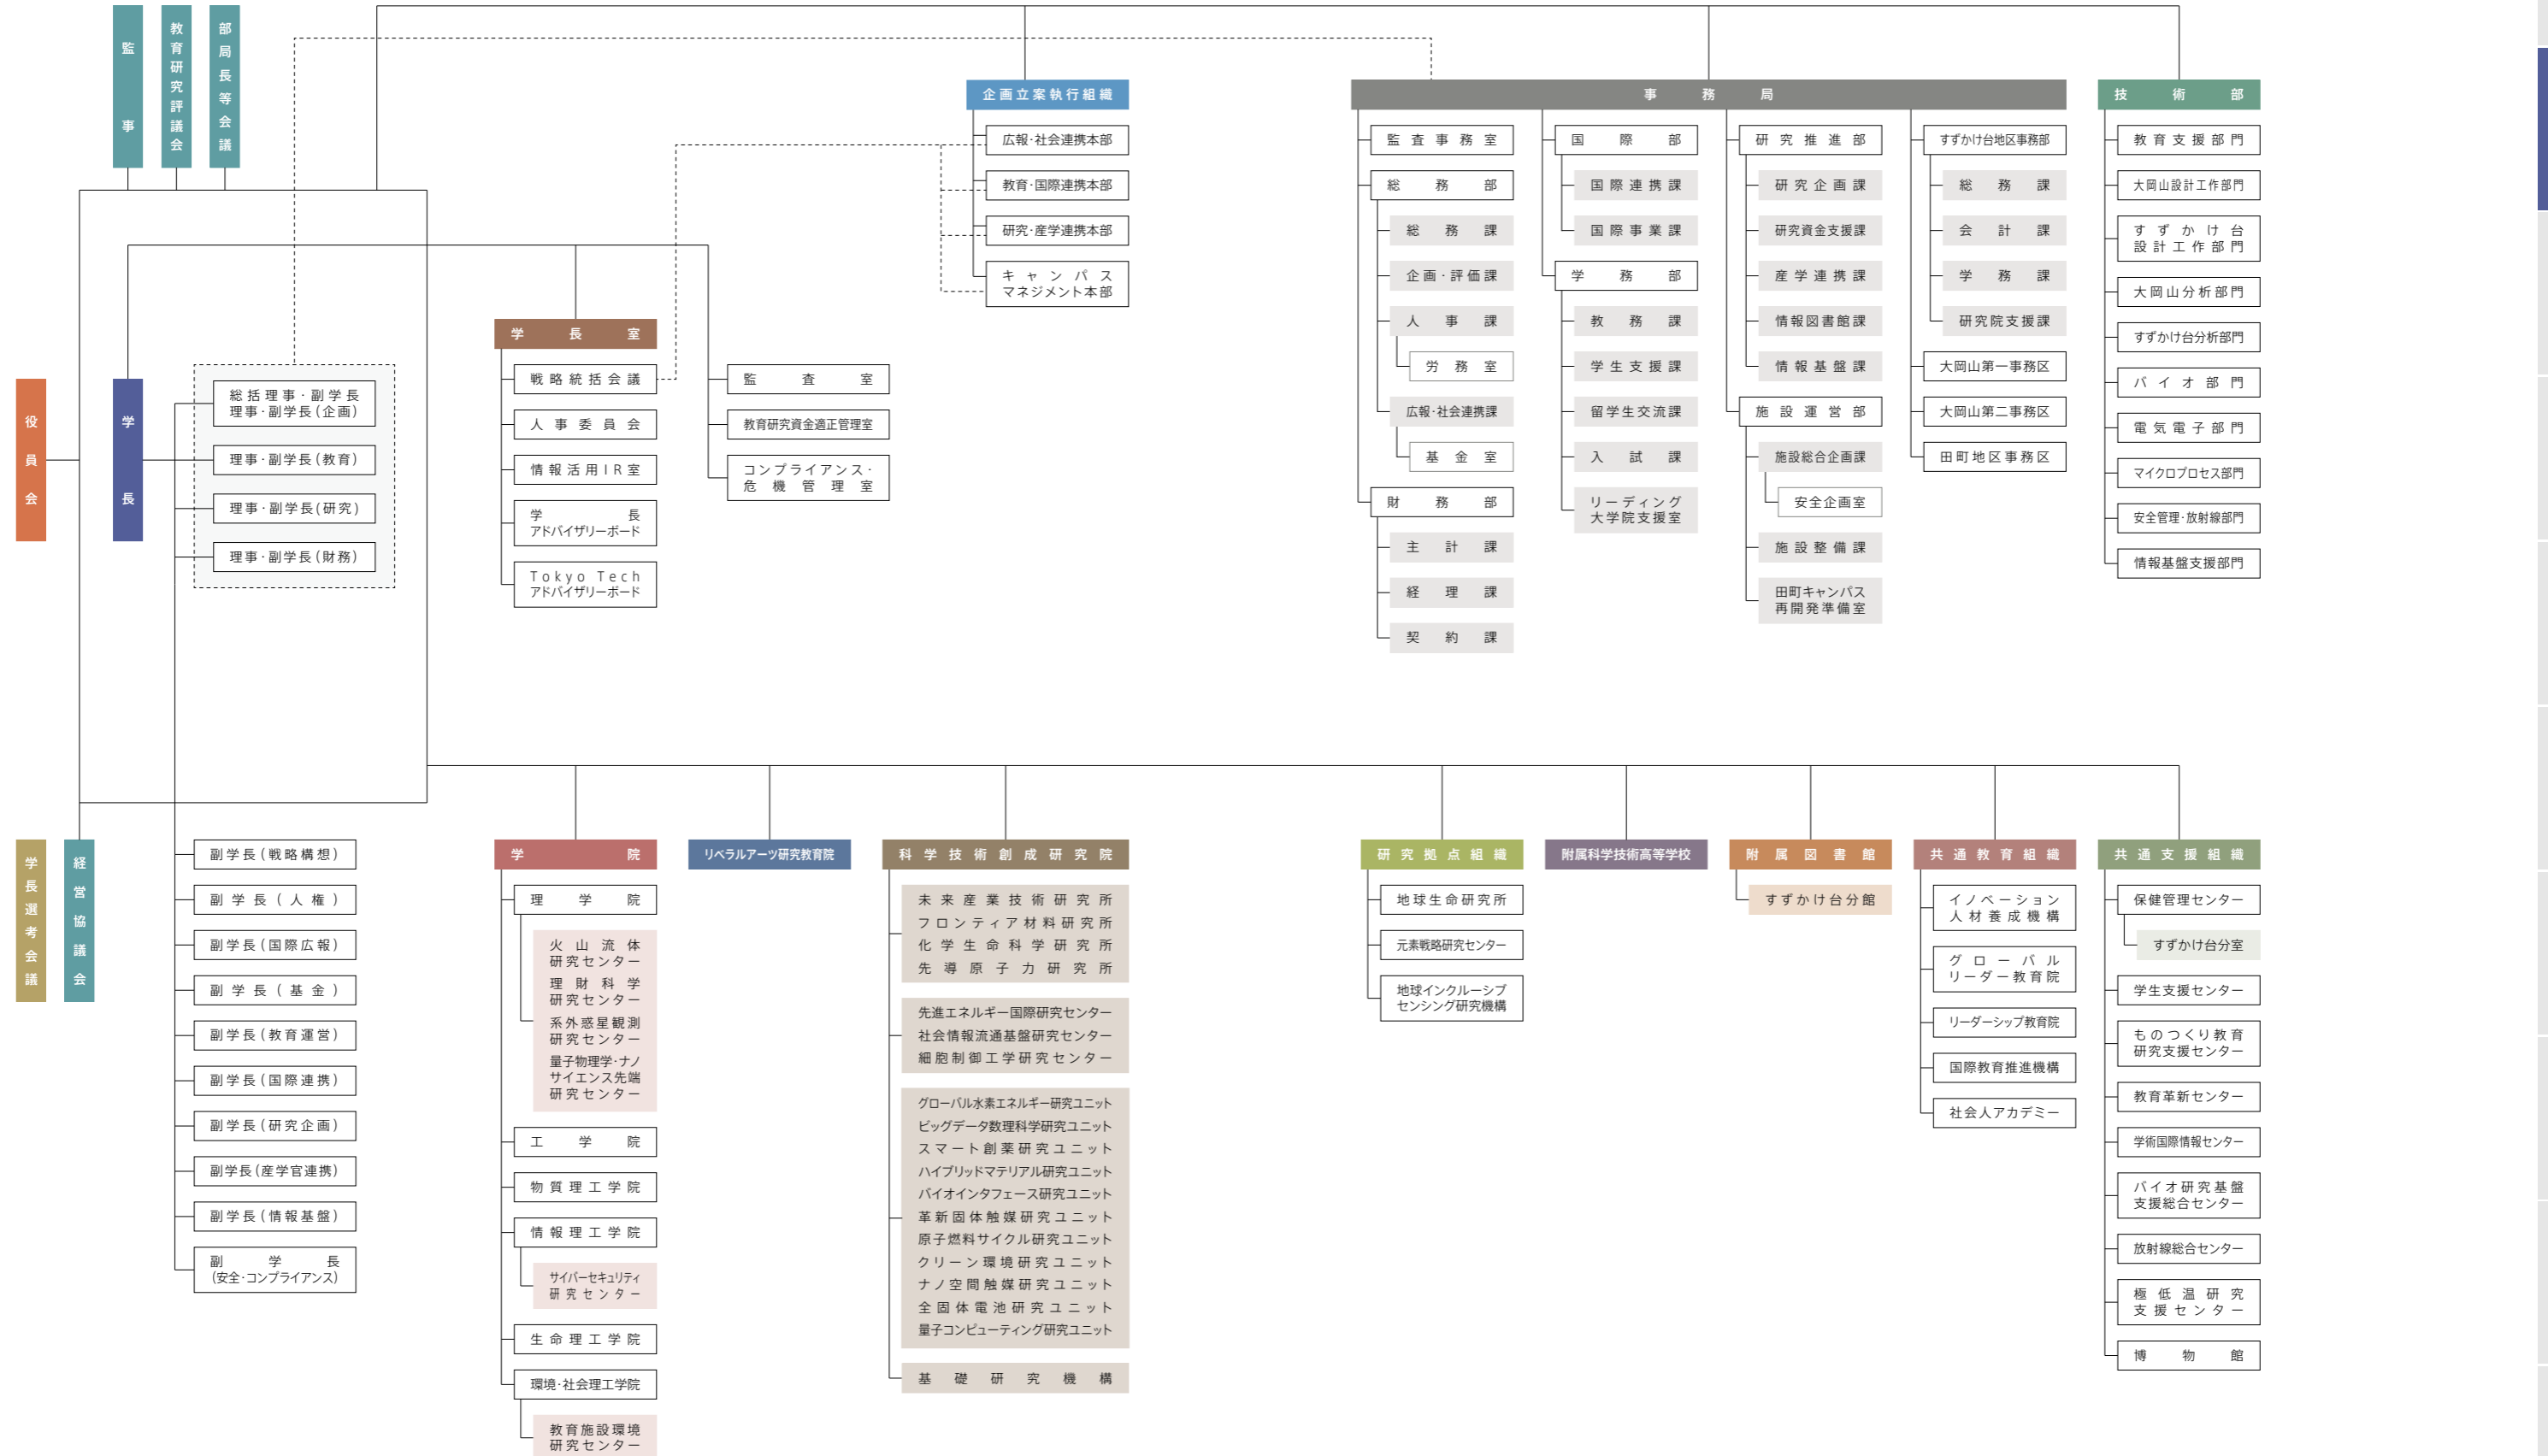 監事
教育研究評議会
部局長等会議
役員会
学長
総括理事・副学長
理事・副学長(企画)
理事・副学長(教育)
理事・副学長(研究)
理事・副学長(財務)
学長室
戦略統括会議
人事委員会
情報活用IR室
学長
アドバイザリーボード
Tokyo Tech
アドバイザリーボード
監査室
教育研究資金適正管理室
コンプライアンス・
危機管理室
企画立案執行組織
広報・社会連携本部
教育・国際連携本部
研究・産学連携本部
キャンパス
マネジメント本部
事務局
監査事務室
総務部
総務課
企画・評価課
人事課
労務室
広報・社会連携課
基金室
財務部
主計課
経理課
契約課
国際部
国際連携課
国際事業課
学務部
教務課
学生支援課
留学生交流課
入試課
リーディング
大学院支援室
研究推進部
研究企画課
研究資金支援課
産学連携課
情報図書館課
情報基盤課
施設運営部
施設総合企画課
安全企画室
施設整備課
田町キャンパス
再開発準備室
すずかけ台地区事務部
総務課
会計課
学務課
研究院支援課
大岡山第一事務区
大岡山第二事務区
田町地区事務区
技術部
教育支援部門
大岡山設計工作部門
すずかけ台
設計工作部門
大岡山分析部門
すずかけ台分析部門
バイオ部門
電気電子部門
マイクロプロセス部門
安全管理・放射線部門
情報基盤支援部門
学長選考会議
経営協議会
副学長(戦略構想)
副学長(人権)
副学長(国際広報)
副学長(基金)
副学長(教育運営)
副学長(国際連携)
副学長(研究企画)
副学長(産学官連携)
副学長(情報基盤)
副学長
(安全・コンプライアンス)
学院
理学院
火山流体
研究センター
理財科学
研究センター
系外惑星観測
研究センター
量子物理学・ナノ
サイエンス先端
研究センター
工学院
物質理工学院
情報理工学院
サイバーセキュリティ
研究センター
生命理工学院
環境・社会理工学院
教育施設環境
研究センター
リベラルアーツ研究教育院
科学技術創成研究院
未来産業技術研究所
フロンティア材料研究所
化学生命科学研究所
先導原子力研究所
先進エネルギー国際研究センター
社会情報流通基盤研究センター
細胞制御工学研究センター
グローバル水素エネルギー研究ユニット
ビッグデータ数理科学研究ユニット
スマート創薬研究ユニット
ハイブリッドマテリアル研究ユニット
バイオインタフェース研究ユニット
革新固体触媒研究ユニット
原子燃料サイクル研究ユニット
クリーン環境研究ユニット
ナノ空間触媒研究ユニット
全固体電池研究ユニット
量子コンピューティング研究ユニット
基礎研究機構
研究拠点組織
地球生命研究所
元素戦略研究センター
地球インクルーシブ
センシング研究機構
附属科学技術高等学校
附属図書館
すずかけ台分館
共通教育組織
イノベーション
人材養成機構
グローバル
リーダー教育院
リーダーシップ教育院
国際教育推進機構
社会人アカデミー
共通支援組織
保健管理センター
すずかけ台分室
学生支援センター
ものつくり教育
研究支援センター
教育革新センター
学術国際情報センター
バイオ研究基盤
支援総合センター
放射線総合センター
極低温研究
支援センター
博物館